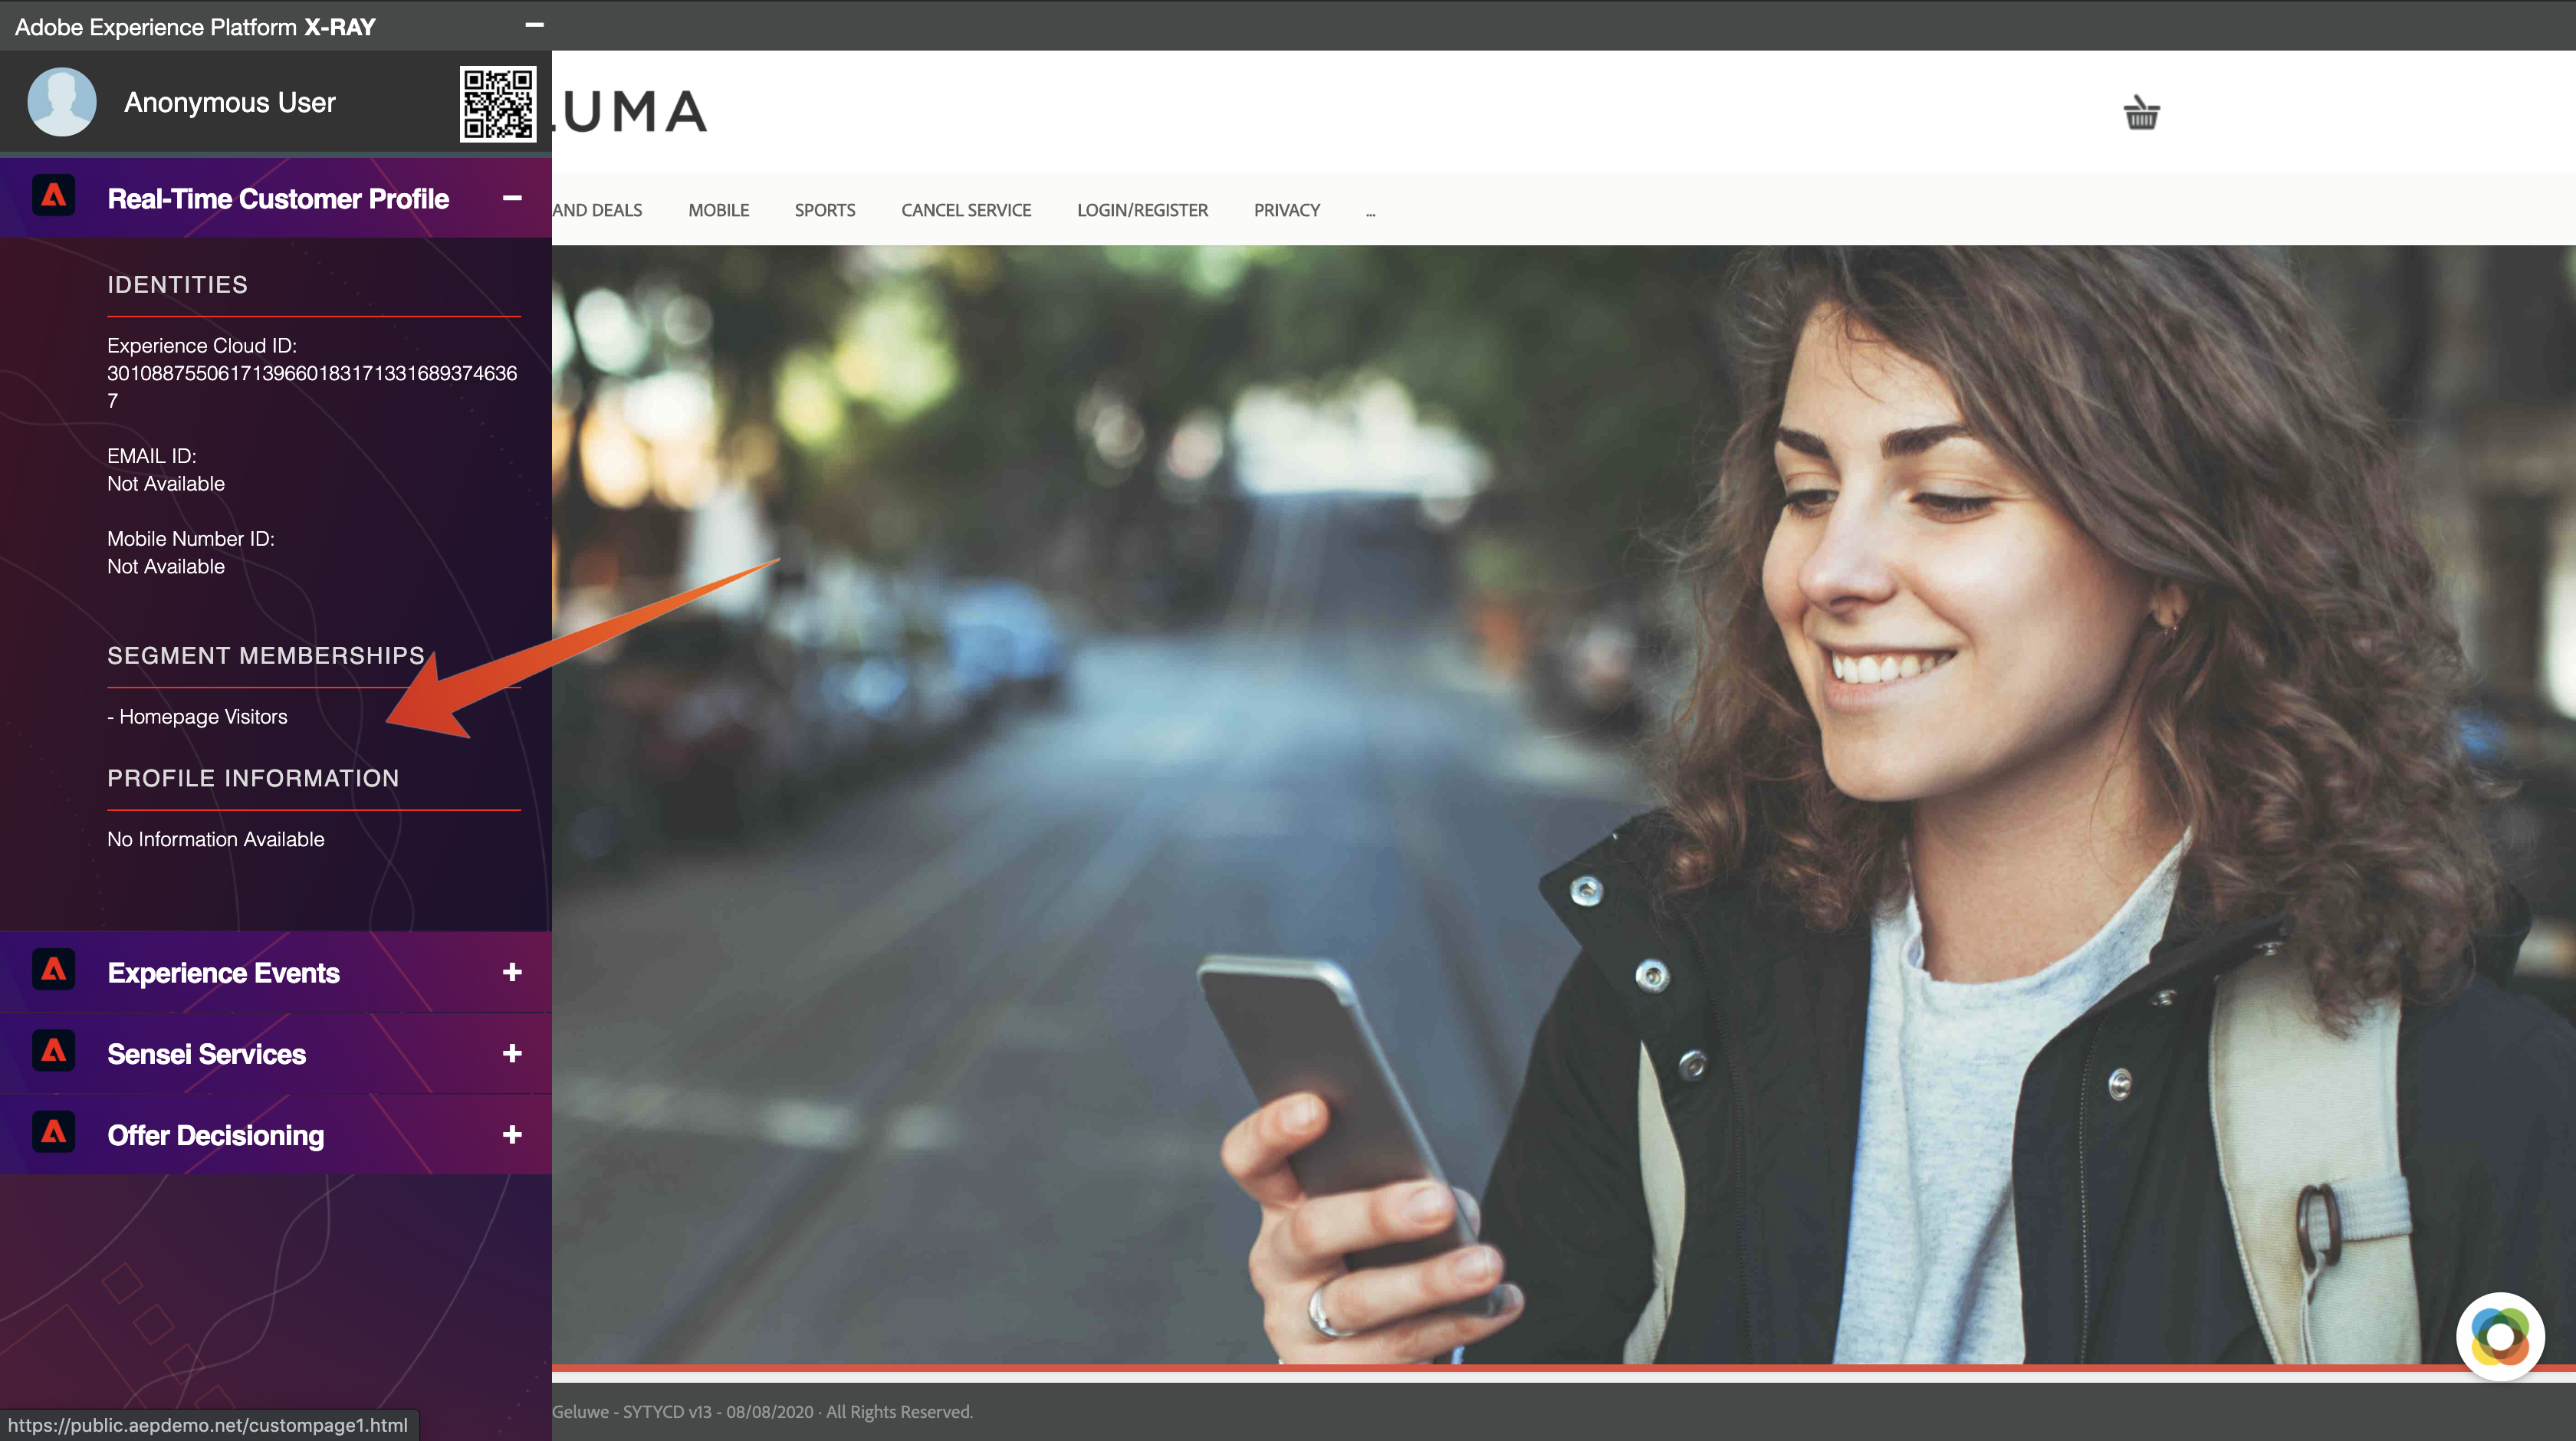 Adobe Experience Platform X-RAY
Anonymous User
Real-Time Customer Profile
IDENTITIES
Experience Cloud ID:
3010887550617139660183171331689374636
7
EMAIL ID:
Not Available
Mobile Number ID:
Not Available
SEGMENT MEMBERSHIPS
- Homepage Visitors
PROFILE INFORMATION
No Information Available
Experience Events
Sensei Services
Offer Decisioning
https://public.aepdemo.net/custompage1.html
LUMA
AND DEALS MOBILE SPORTS CANCEL SERVICE LOGIN/REGISTER PRIVACY ...
Geluwe - SYTYCD v13 - 08/08/2020 · All Rights Reserved.